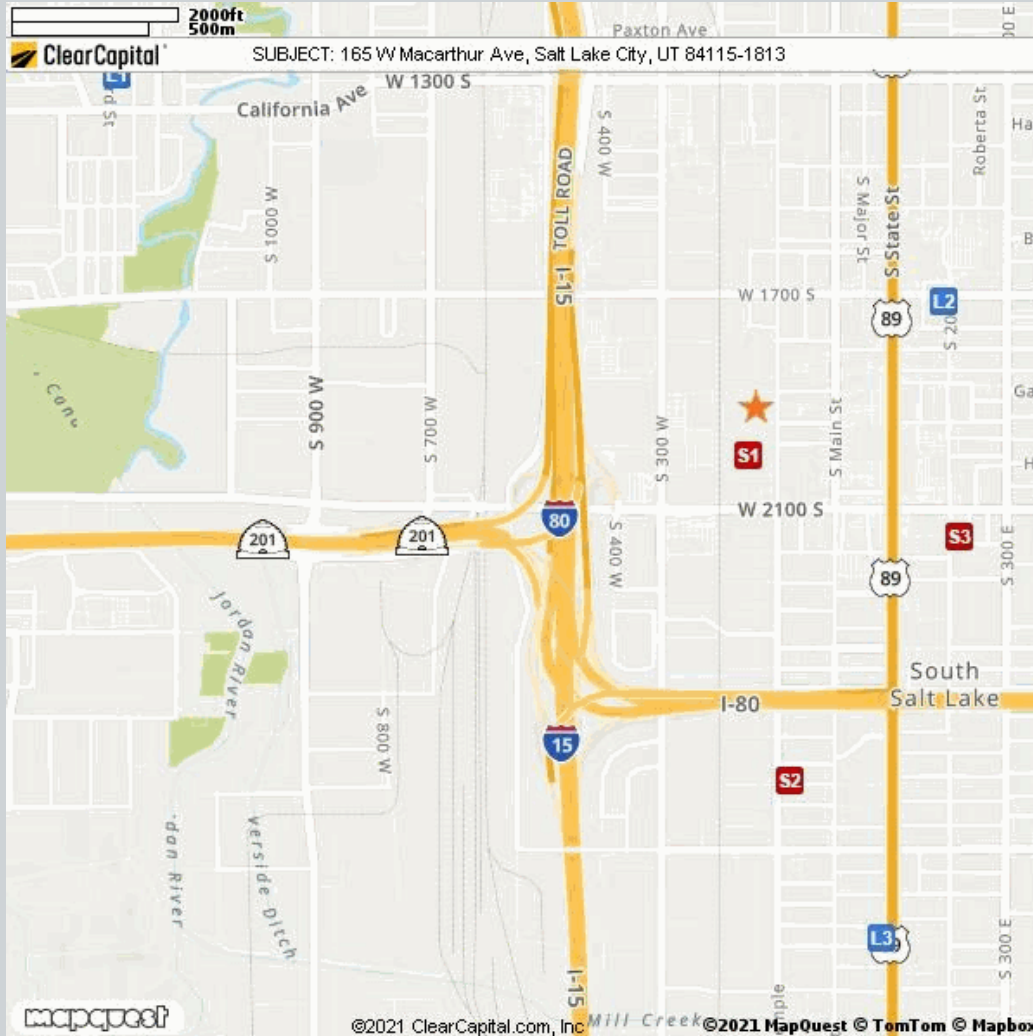 2000ft
500m
Paxton Ave
ClearCapital
SUBJECT: 165 W Macarthur Ave, Salt Lake City, UT 84115-1813
L1
W 1300 S
California Ave
S 400 W
Roberta St
TOLL ROAD
S Major St
S State St
S 1000 W
I-15
W 1700 S
L2
89
S 900 W
S 700 W
S 300 W
S Main St
S1
W 2100 S
80
201
201
S3
S 400 W
S 300 E
89
Jordan River
South
Salt Lake
I-80
S 800 W
15
S2
dan River
verside Ditch
L3
S 300 E
I-15
mapquest
©2021 ClearCapital.com, Inc
Mill Creek
©2021 MapQuest © TomTom © Mapbox